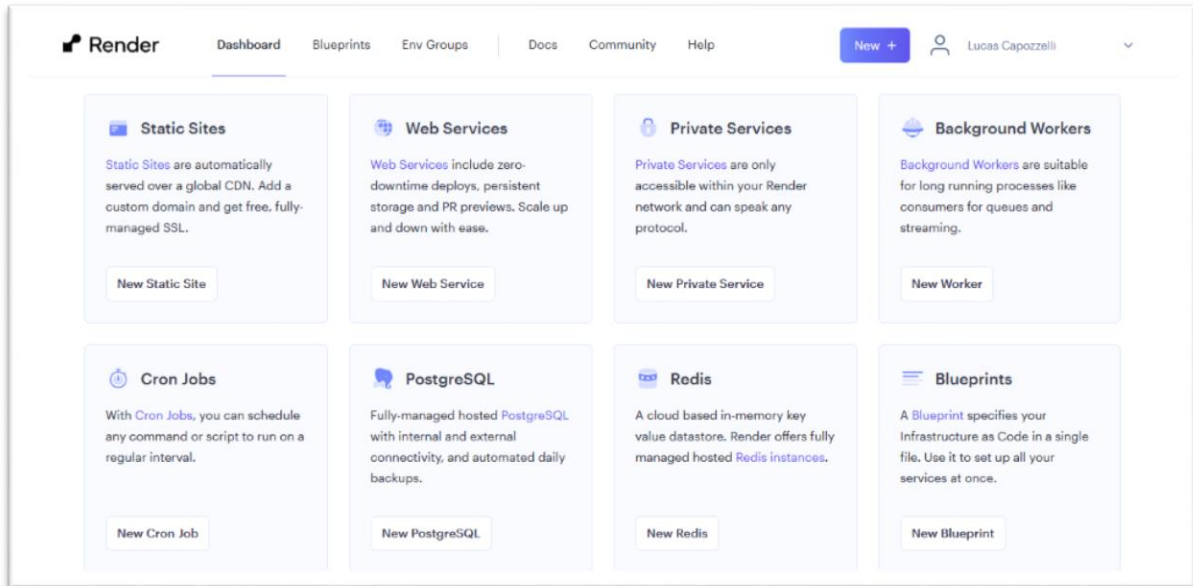 Render
Dashboard
Blueprints
Env Groups
Docs
Community
Help
New +
Lucas Capozzelli
Static Sites
Static Sites are automatically
served over a global CDN. Add a
custom domain and get free, fully-
managed SSL.
New Static Site
Web Services
Web Services include zero-
downtime deploys, persistent
storage and PR previews. Scale up
and down with ease.
New Web Service
Private Services
Private Services are only
accessible within your Render
network and can speak any
protocol.
New Private Service
Background Workers
Background Workers are suitable
for long running processes like
consumers for queues and
streaming.
New Worker
Cron Jobs
With Cron Jobs, you can schedule
any command or script to run on a
regular interval.
New Cron Job
PostgreSQL
Fully-managed hosted PostgreSQL
with internal and external
connectivity, and automated daily
backups.
New PostgreSQL
Redis
A cloud based in-memory key
value datastore. Render offers fully
managed hosted Redis instances.
New Redis
Blueprints
A Blueprint specifies your
Infrastructure as Code in a single
file. Use it to set up all your
services at once.
New Blueprint